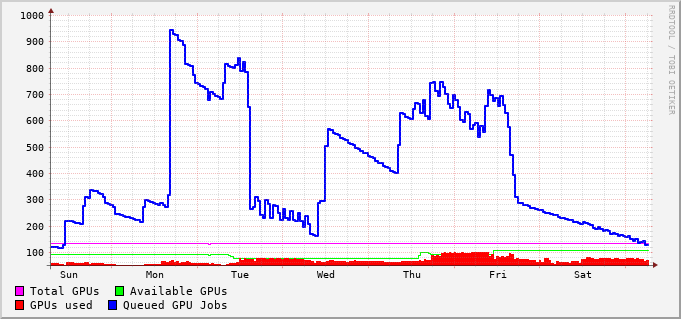 1000
900
800
700
600
500
400
300
200
100
Sun Mon Tue Wed Thu Fri Sat
Total GPUs Available GPUs
GPUs used Queued GPU Jobs
RRDTOOL / TOBI OETIKER